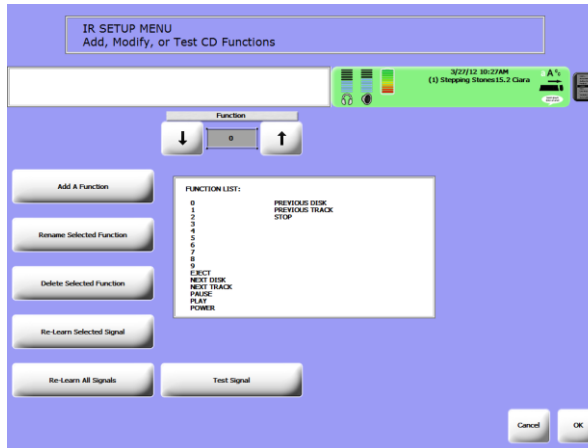 IR SETUP MENU
Add, Modify, or Test CD Functions
3/27/12 10:27AM
(1) Stepping Stones15.2 Ciara
Function
0
Add A Function
Rename Selected Function
Delete Selected Function
Re-Learn Selected Signal
Re-Learn All Signals
Test Signal
FUNCTION LIST:
0 PREVIOUS DISK
1 PREVIOUS TRACK
2 STOP
3
4
5
6
7
8
9
EJECT
NEXT DISK
NEXT TRACK
PAUSE
PLAY
POWER
Cancel
OK